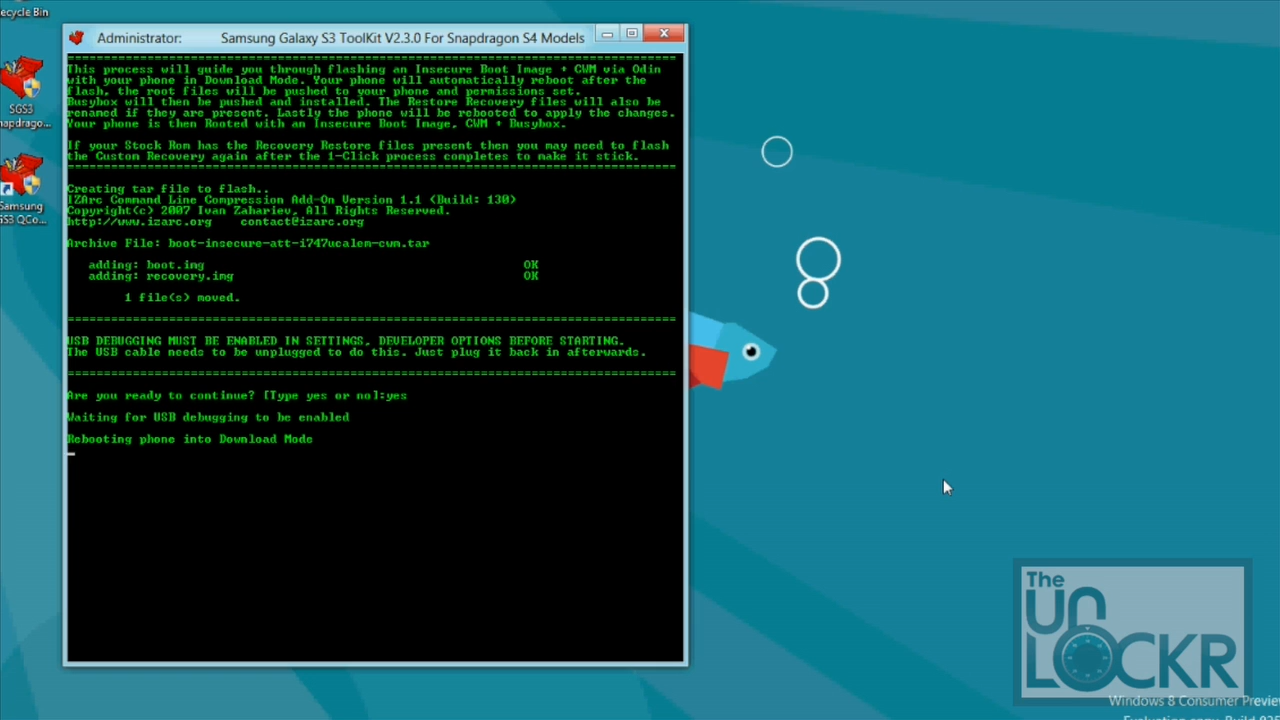 ecycle Bin
Administrator: Samsung Galaxy S3 ToolKit V2.3.0 For Snapdragon S4 Models
This process will guide you through flashing an Insecure Boot Image + CWM via Odin
with your phone in Download Mode. Your phone will automatically reboot after the
flash, the root files will be pushed to your phone and permissions set.
Busybox will then be pushed and installed. The Restore Recovery files will also be
renamed if they are present. Lastly the phone will be rebooted to apply the changes.
Your phone is then Rooted with an Insecure Boot Image, CWM + Busybox.
If your Stock Rom has the Recovery Restore files present then you may need to flash
the Custom Recovery again after the 1-Click process completes to make it stick.
Creating tar file to flash..
IZArc Command Line Compression Add-On Version 1.1 (Build: 130)
Copyright(c) 2007 Ivan Zahariev, All Rights Reserved.
http://www.izarc.org contact@izarc.org
Archive File: boot-insecure-att-i747ucalem-cwm.tar
adding: boot.img OK
adding: recovery.img OK
1 file(s) moved.
USB DEBUGGING MUST BE ENABLED IN SETTINGS, DEVELOPER OPTIONS BEFORE STARTING.
The USB cable needs to be unplugged to do this. Just plug it back in afterwards.
Are you ready to continue? [Type yes or no]:yes
Waiting for USB debugging to be enabled
Rebooting phone into Download Mode
SGS3
napdrago...
Samsung
GS3 QCo...
The
UN
LOCKR
Windows 8 Consumer Preview
Evaluating copy. Build